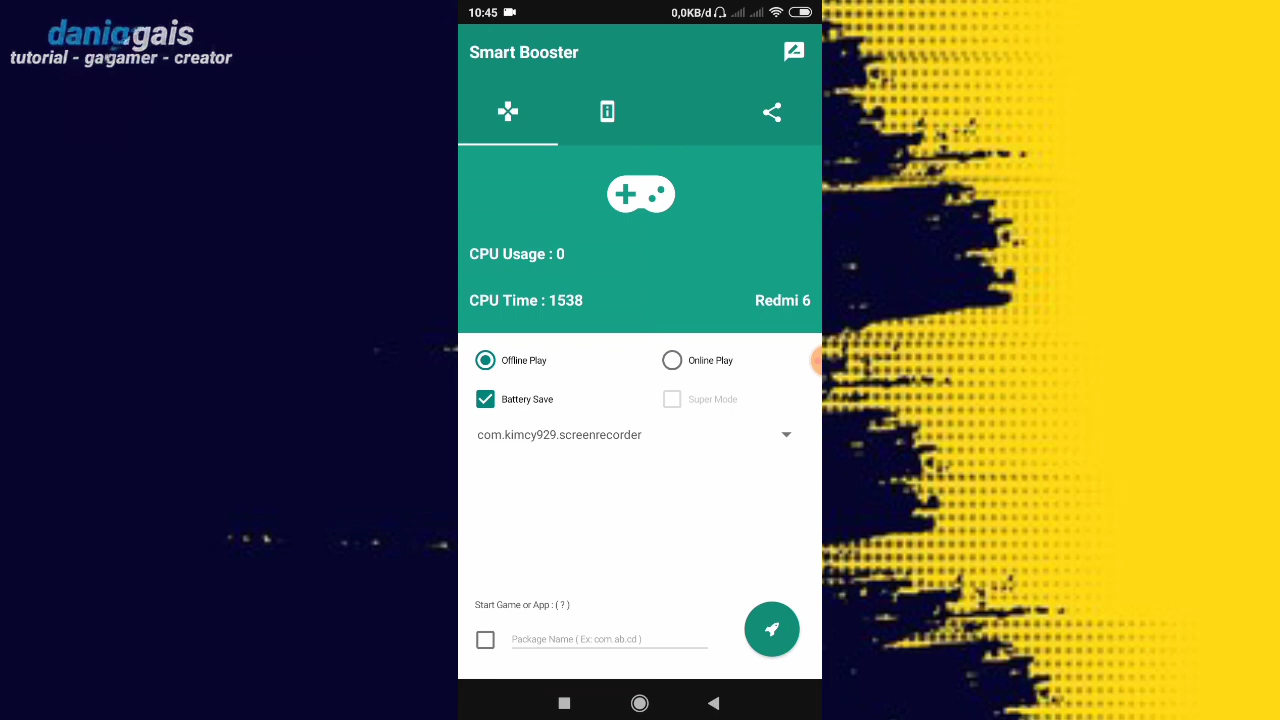 daniqgais
tutorial - gagamer - creator
10:45
0,0KB/d
Smart Booster
CPU Usage : 0
CPU Time : 1538
Redmi 6
Offline Play
Online Play
Battery Save
Super Mode
com.kimcy929.screenrecorder
Start Game or App : ( ? )
Package Name ( Ex: com.ab.cd )